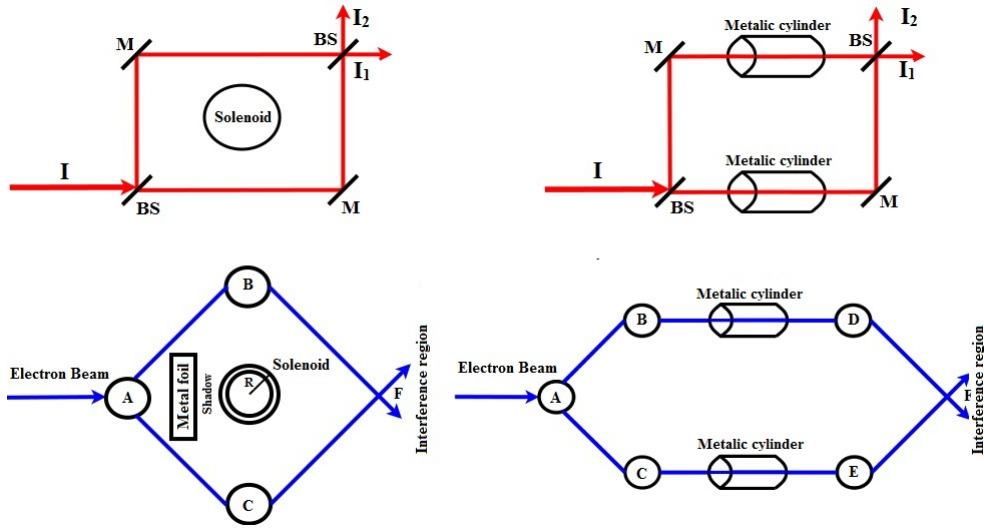 I2
BS
M
I1
Solenoid
I
BS
M
Metalic cylinder
I2
BS
M
I1
Metalic cylinder
I
BS
M
B
Electron Beam
A
Metal foil
Shadow
R
Solenoid
F
Interference region
C
Metalic cylinder
B
D
Electron Beam
A
F
Interference region
Metalic cylinder
C
E